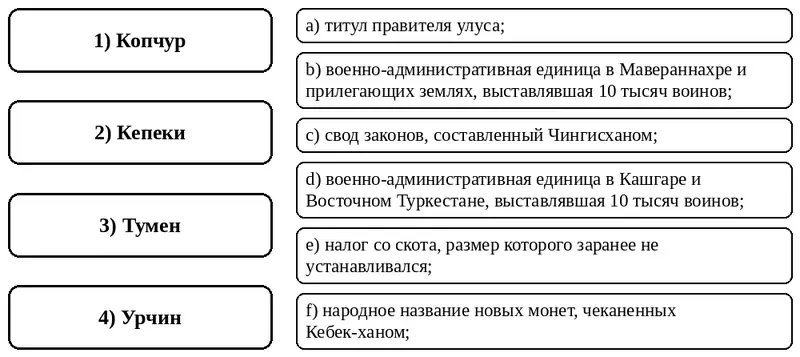 1) Копчур
2) Кепеки
3) Тумен
4) Урчин
a) титул правителя улуса;
b) военно-административная единица в Мавераннахре и
прилегающих землях, выставлявшая 10 тысяч воинов;
c) свод законов, составленный Чингисханом;
d) военно-административная единица в Кашгаре и
Восточном Туркестане, выставлявшая 10 тысяч воинов;
e) налог со скота, размер которого заранее не
устанавливался;
f) народное название новых монет, чеканенных
Кебек-ханом;